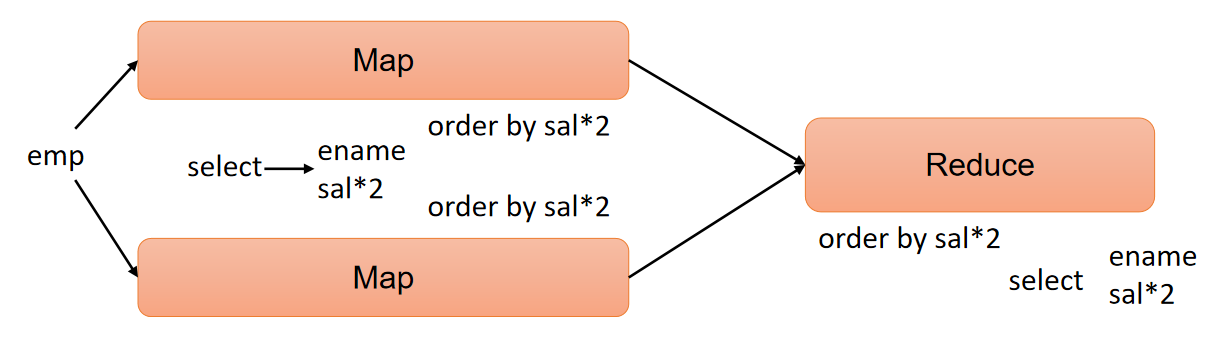 Map
order by sal*2
emp
select
ename
sal*2
order by sal*2
Map
Reduce
order by sal*2
select
ename
sal*2